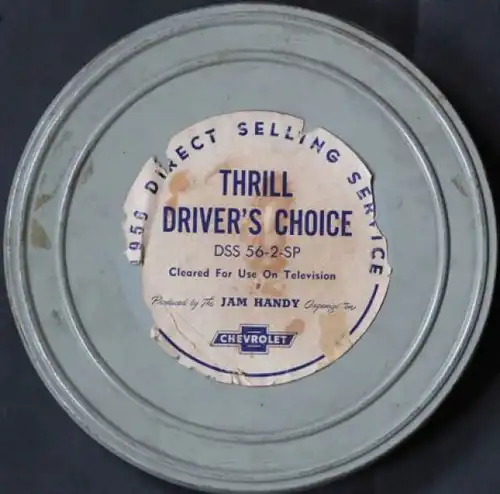 1956 DIRECT SELLING SERVICE
THRILL
DRIVER'S CHOICE
DSS 56-2-SP
Cleared For Use On Television
Produced by The JAM HANDY Organization
CHEVROLET